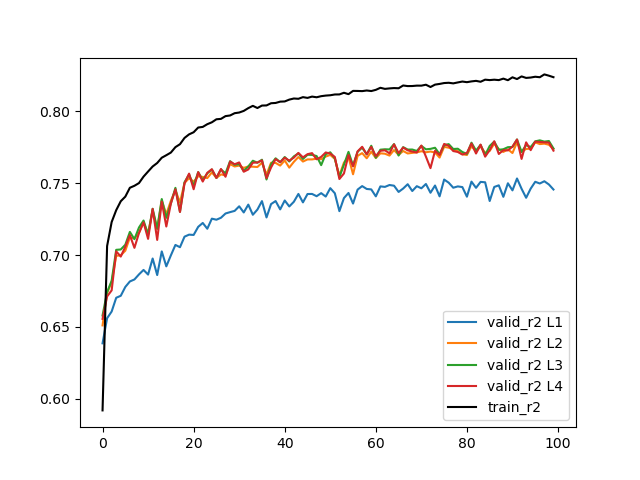 0.80
0.75
0.70
0.65
0.60
0 20 40 60 80 100
valid_r2 L1
valid_r2 L2
valid_r2 L3
valid_r2 L4
train_r2